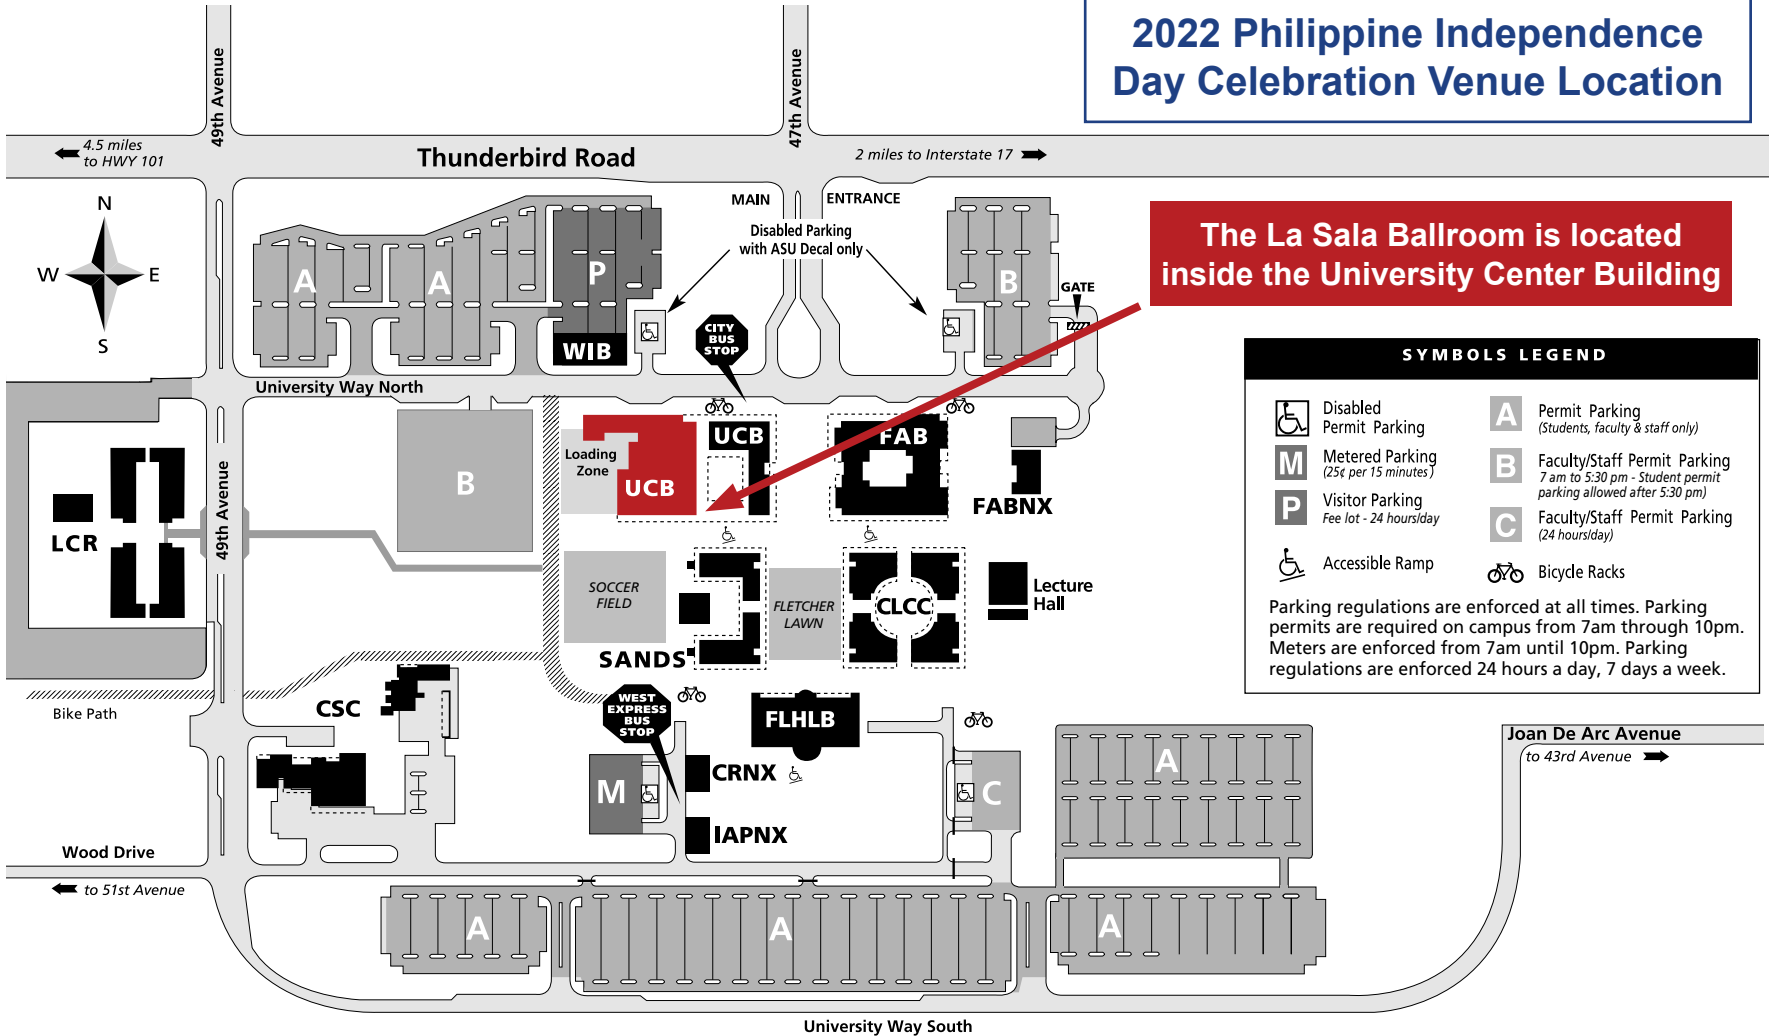 2022 Philippine Independence
Day Celebration Venue Location
49th Avenue
47th Avenue
4.5 miles
to HWY 101
Thunderbird Road
2 miles to Interstate 17
N
W
E
S
MAIN
ENTRANCE
Disabled Parking
with ASU Decal only
The La Sala Ballroom is located
inside the University Center Building
A
A
P
B
GATE
CITY
BUS
STOP
WIB
University Way North
SYMBOLS LEGEND
Disabled
Permit Parking
M
Metered Parking
(25¢ per 15 minutes)
P
Visitor Parking
Fee lot - 24 hours/day
Accessible Ramp
A
Permit Parking
(Students, faculty & staff only)
B
Faculty/Staff Permit Parking
7 am to 5:30 pm - Student permit
parking allowed after 5:30 pm)
C
Faculty/Staff Permit Parking
(24 hours/day)
Bicycle Racks
Parking regulations are enforced at all times. Parking
permits are required on campus from 7am through 10pm.
Meters are enforced from 7am until 10pm. Parking
regulations are enforced 24 hours a day, 7 days a week.
B
Loading
Zone
UCB
UCB
FAB
FABNX
LCR
49th Avenue
SOCCER
FIELD
FLETCHER
LAWN
CLCC
Lecture
Hall
SANDS
Bike Path
CSC
WEST
EXPRESS
BUS
STOP
FLHLB
M
CRNX
IAPNX
C
A
Joan De Arc Avenue
to 43rd Avenue
Wood Drive
to 51st Avenue
A
A
A
University Way South